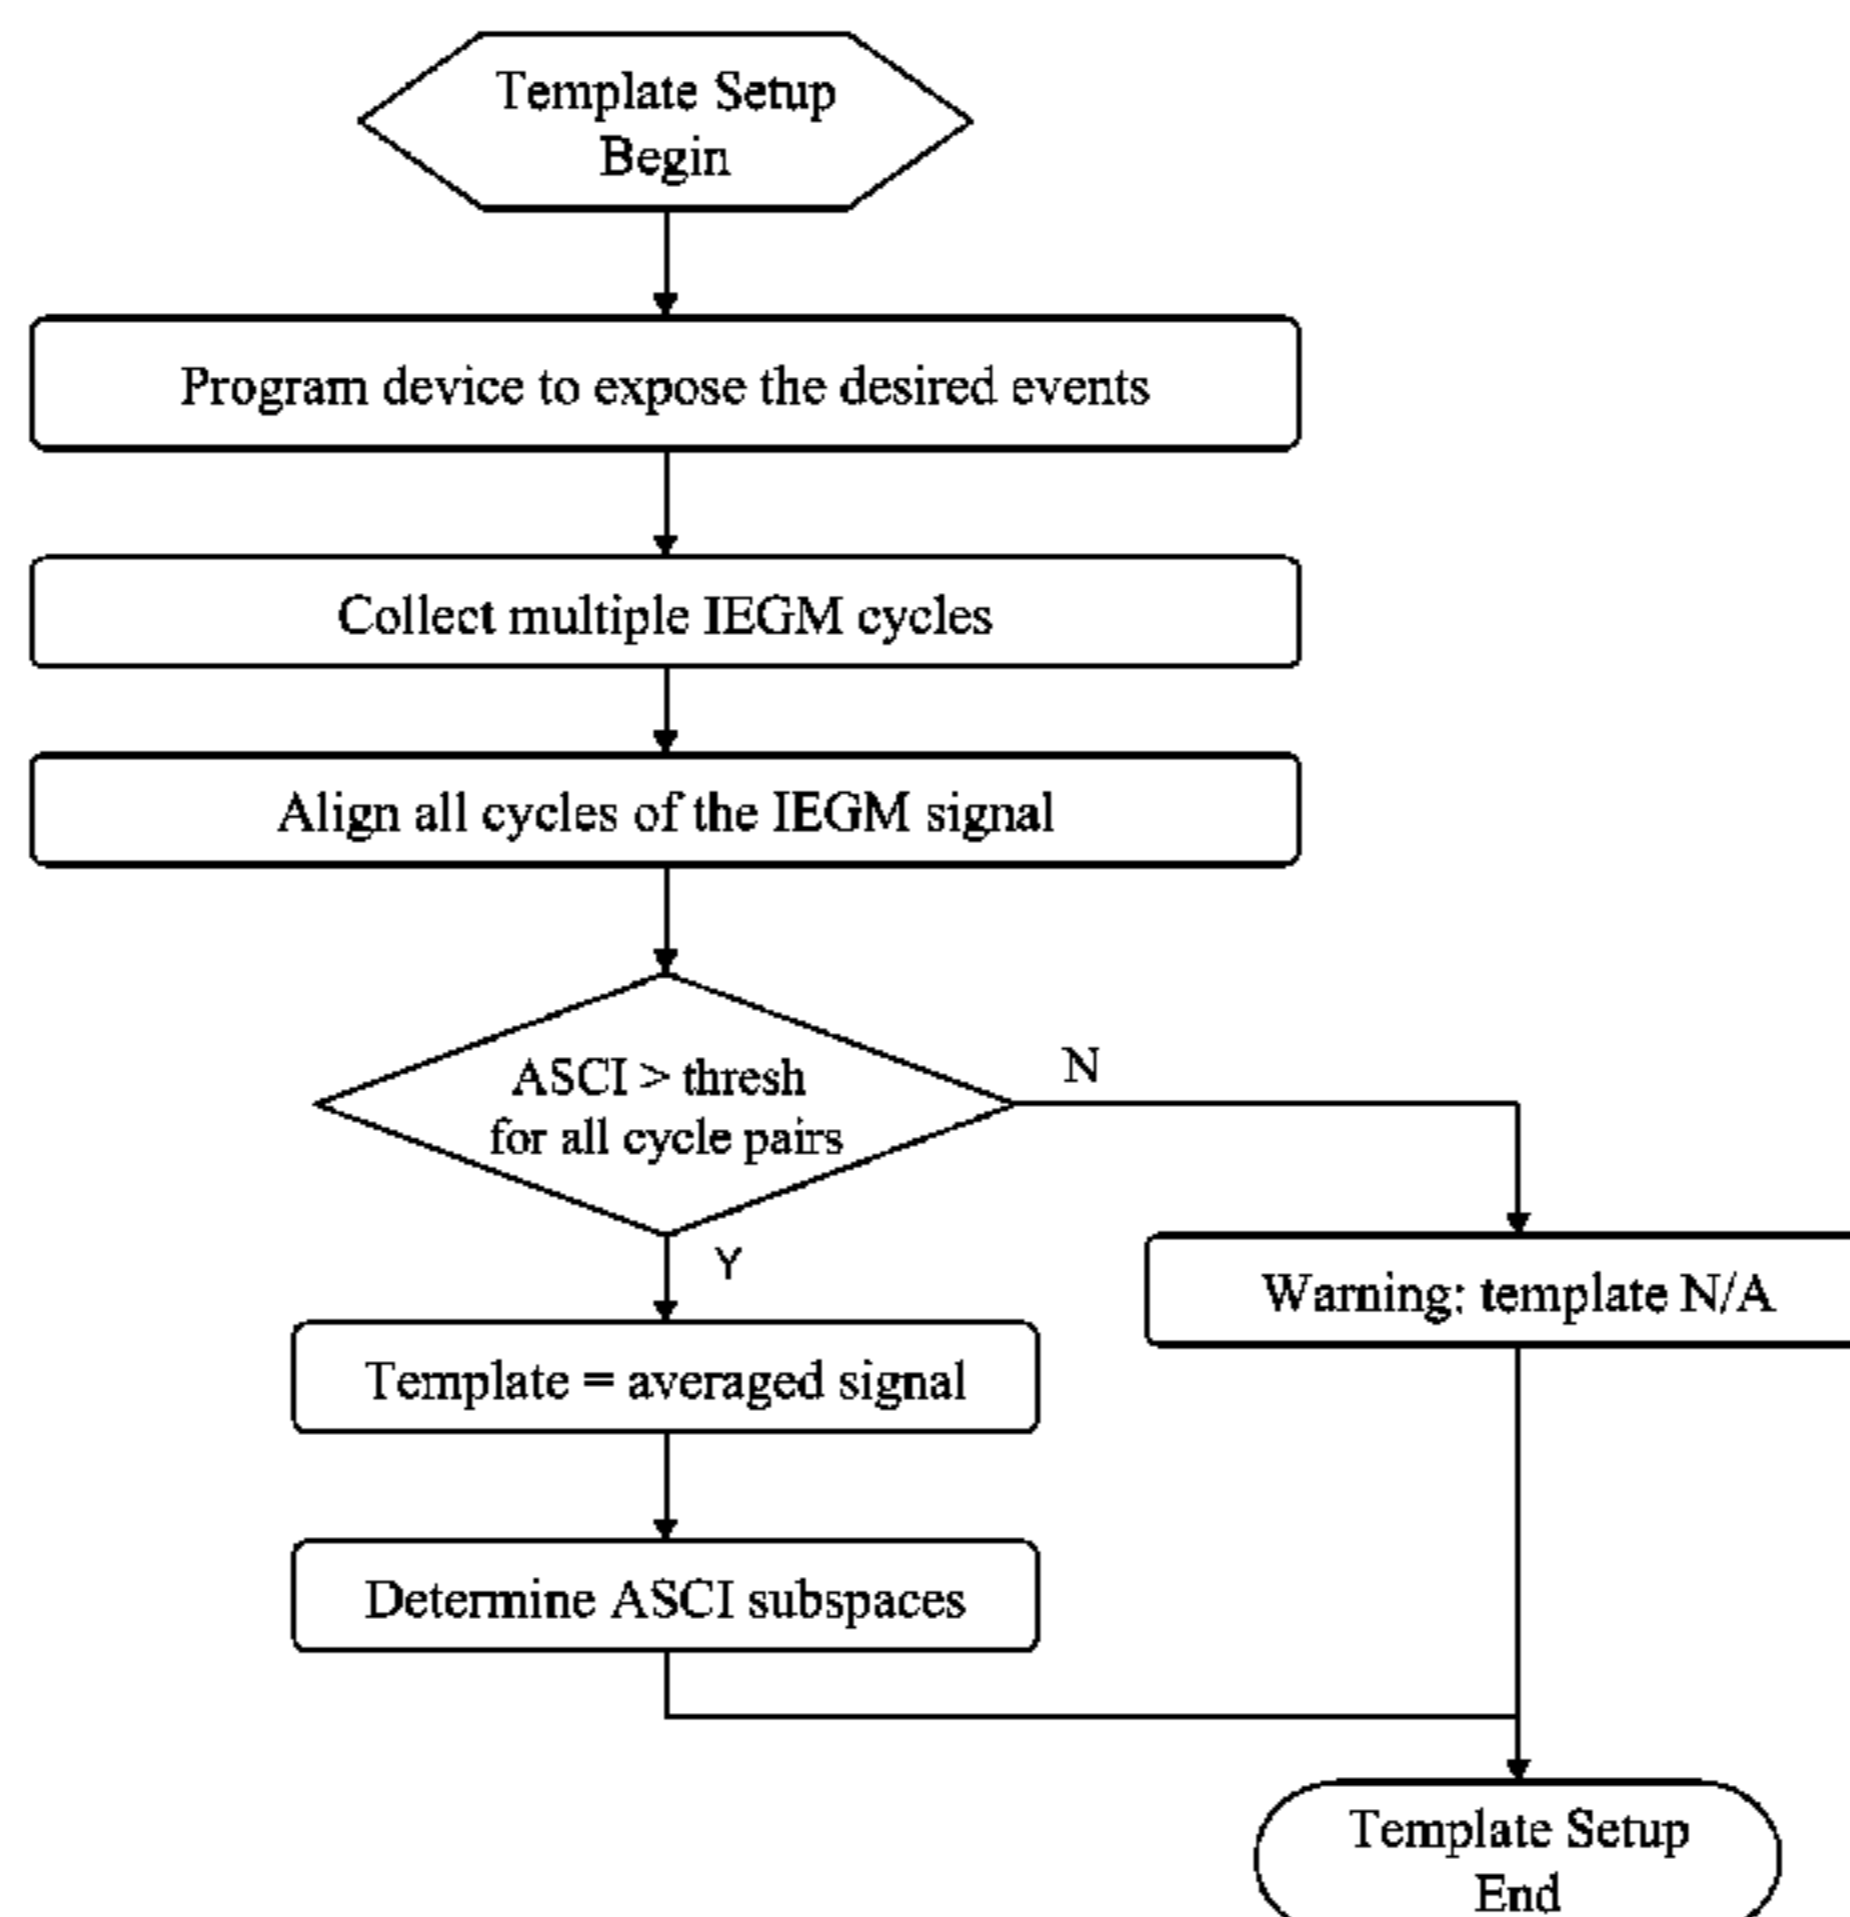 Template Setup
Begin
Program device to expose the desired events
Collect multiple IEGM cycles
Align all cycles of the IEGM signal
ASCI > thresh
for all cycle pairs
N
Y
Warning: template N/A
Template = averaged signal
Determine ASCI subspaces
Template Setup
End